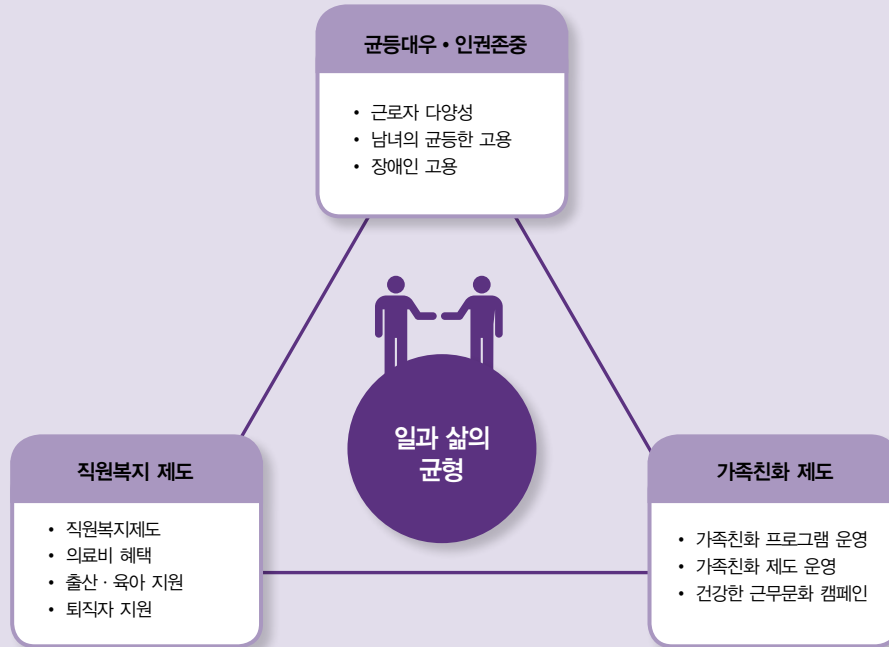 균등대우 • 인권존중
• 근로자 다양성
• 남녀의 균등한 고용
• 장애인 고용
일과 삶의
균형
직원복지 제도
• 직원복지제도
• 의료비 혜택
• 출산 · 육아 지원
• 퇴직자 지원
가족친화 제도
• 가족친화 프로그램 운영
• 가족친화 제도 운영
• 건강한 근무문화 캠페인